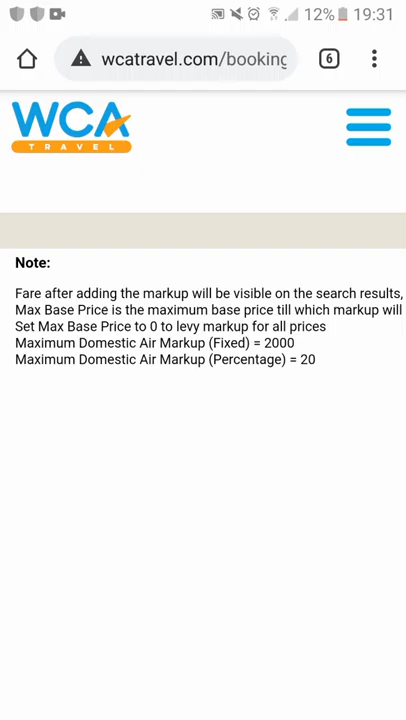 12% 19:31
wcatravel.com/booking
6
WCA
TRAVEL
Note:
Fare after adding the markup will be visible on the search results,
Max Base Price is the maximum base price till which markup will
Set Max Base Price to 0 to levy markup for all prices
Maximum Domestic Air Markup (Fixed) = 2000
Maximum Domestic Air Markup (Percentage) = 20